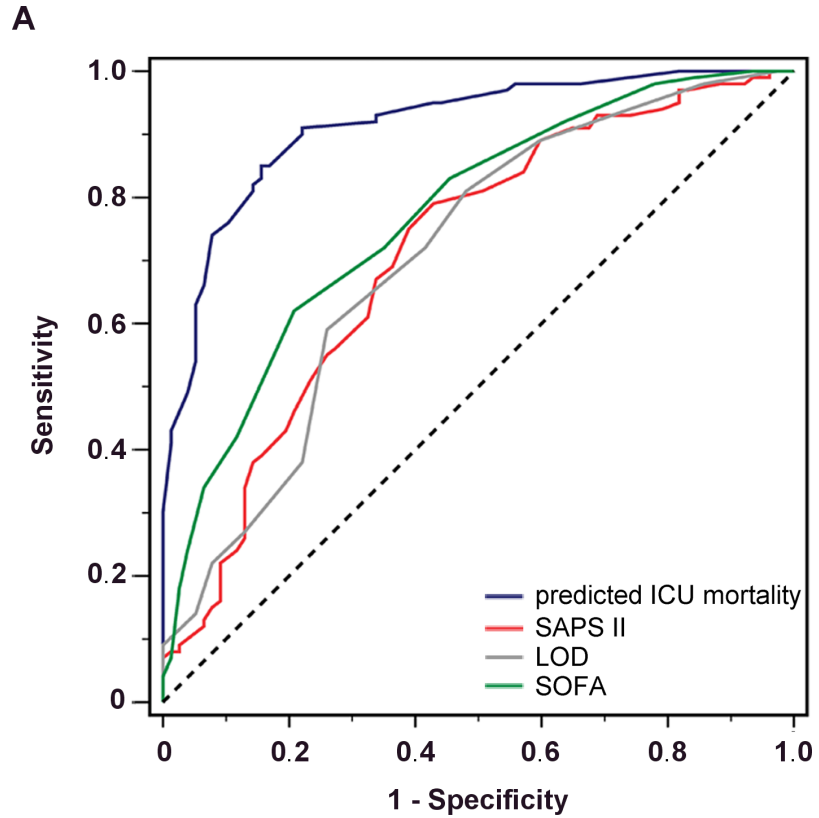 A
1.0
0.8
0.6
0.4
0.2
0
Sensitivity
predicted ICU mortality
SAPS II
LOD
SOFA
0 0.2 0.4 0.6 0.8 1.0
1 - Specificity